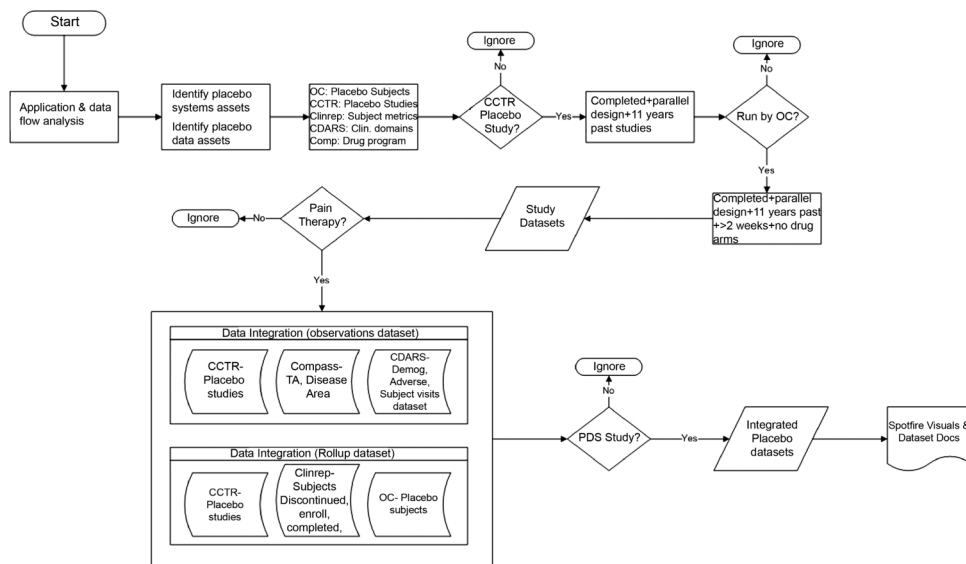 Start
Application & data
flow analysis
Identify placebo
systems assets
Identify placebo
data assets
OC: Placebo Subjects
CCTR: Placebo Studies
Clinrep: Subject metrics
CDARS: Clin. domains
Comp: Drug program
Ignore
No
CCTR
Placebo
Study?
Yes
Completed+parallel
design+11 years
past studies
Ignore
No
Run by OC?
Yes
Completed+parallel
design+11 years past
+>2 weeks+no drug
arms
Study
Datasets
Pain
Therapy?
No
Ignore
Yes
Data Integration (observations dataset)
CCTR-
Placebo
studies
Compass-
TA, Disease
Area
CDARS-
Demog,
Adverse,
Subject visits
dataset
Data Integration (Rollup dataset)
CCTR-
Placebo
studies
Clinrep-
Subjects
Discontinued,
enroll,
completed,
OC- Placebo
subjects
Ignore
No
PDS Study?
Yes
Integrated
Placebo
datasets
Spotfire Visuals &
Dataset Docs